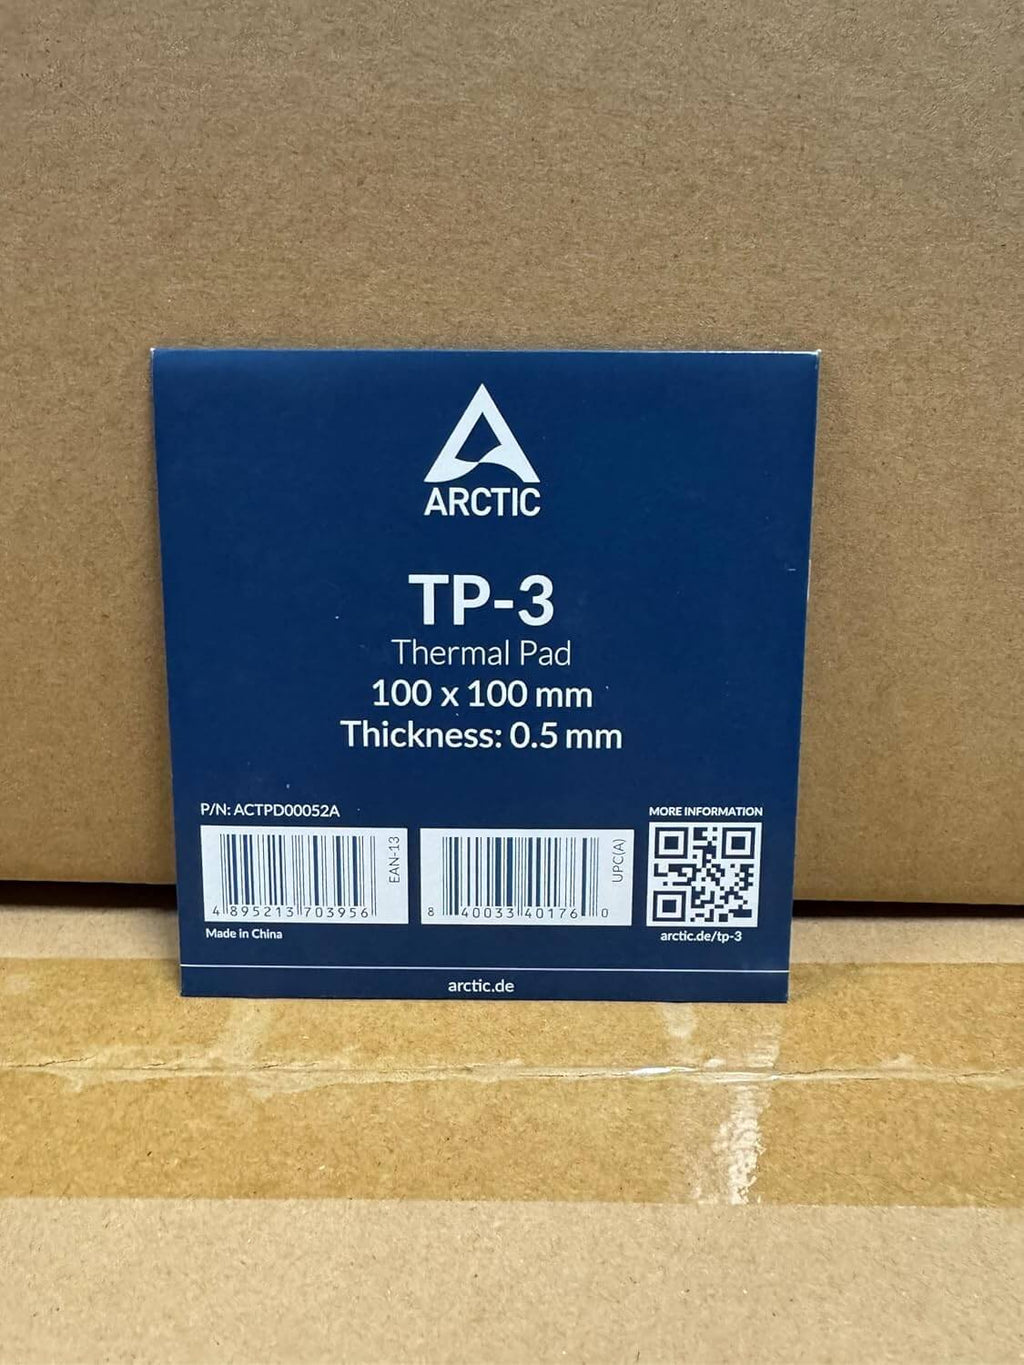 ARCTIC
TP-3
Thermal Pad
100 x 100 mm
Thickness: 0.5 mm
P/N: ACTPD00052A
MORE INFORMATION
EAN-13
UPC(A)
4 895213 703956
8 40033 40176 0
Made in China
arctic.de/tp-3
arctic.de